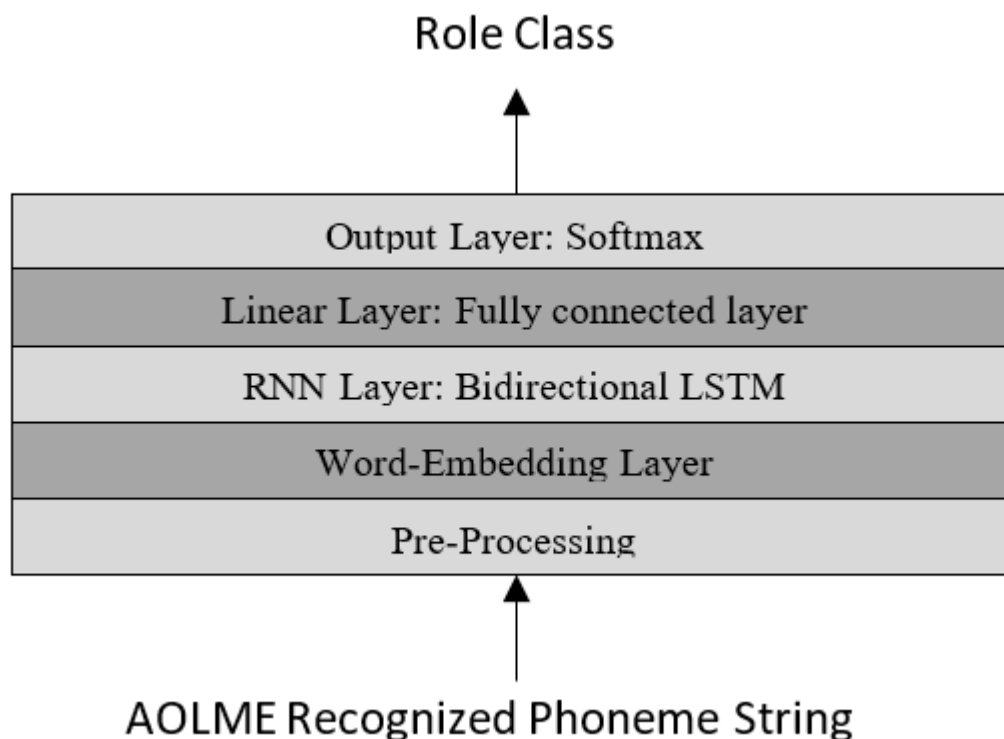 Role Class
Output Layer: Softmax
Linear Layer: Fully connected layer
RNN Layer: Bidirectional LSTM
Word-Embedding Layer
Pre-Processing
AOLME Recognized Phoneme String